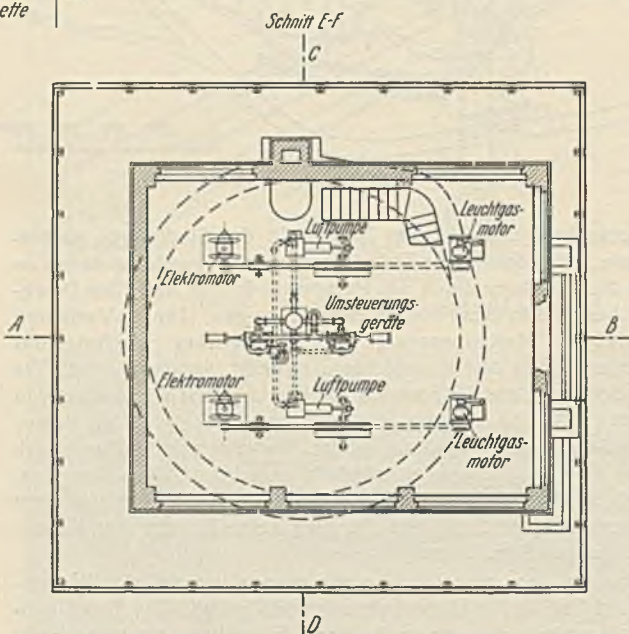 ette
Schnitt E-F
C
Luftpumpe
Leuchtgas-
motor
Elektromotor
Umsteuerungs-
geräte
A
B
Elektromotor
Luftpumpe
Leuchtgas-
motor
D